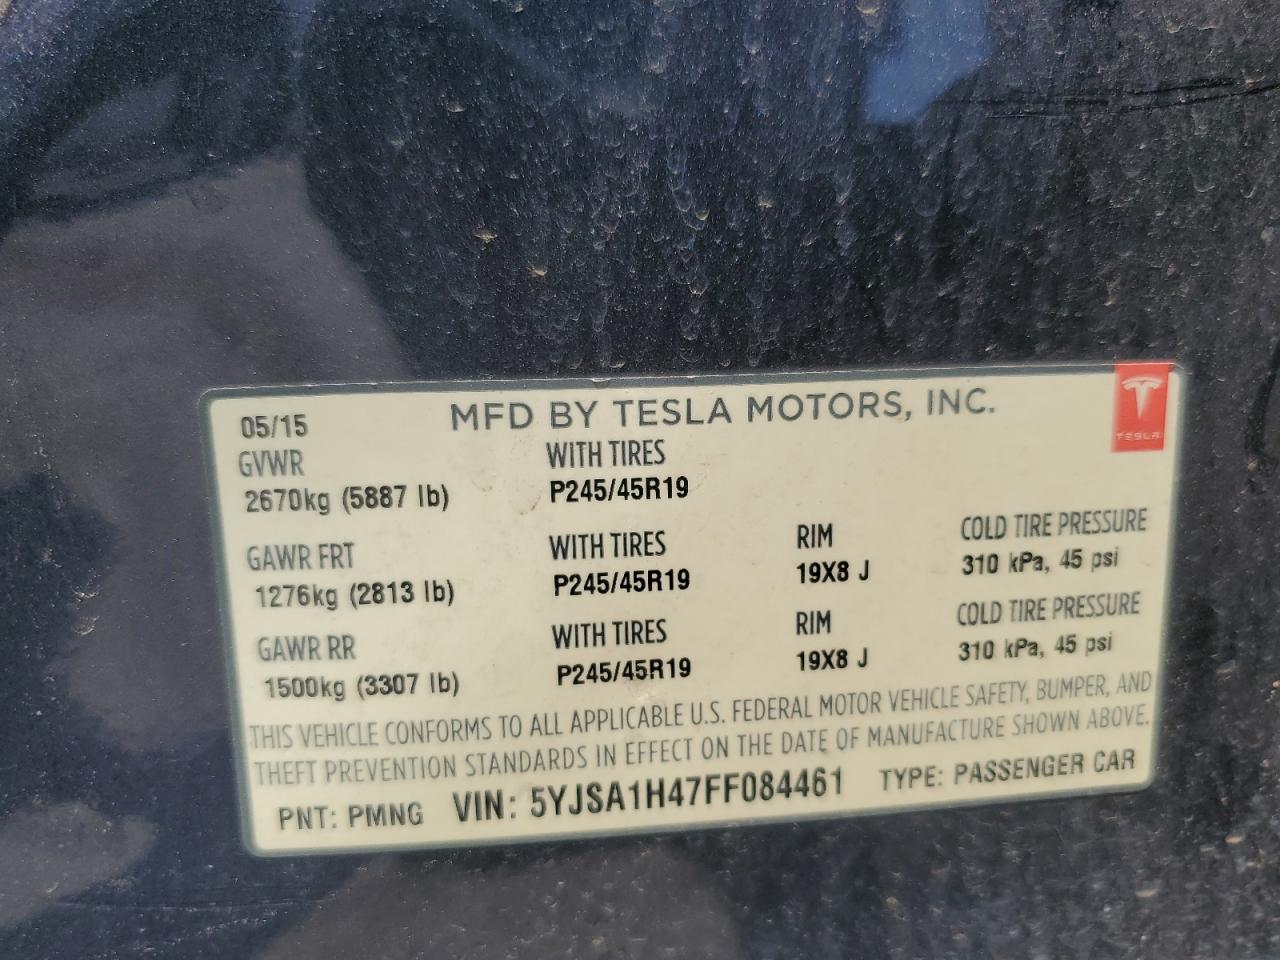 05/15 MFD BY TESLA MOTORS, INC.
TESLA
GVWR WITH TIRES
2670kg (5887 lb) P245/45R19
GAWR FRT WITH TIRES RIM COLD TIRE PRESSURE
1276kg (2813 lb) P245/45R19 19X8 J 310 kPa, 45 psi
GAWR RR WITH TIRES RIM COLD TIRE PRESSURE
1500kg (3307 lb) P245/45R19 19X8 J 310 kPa, 45 psi
THIS VEHICLE CONFORMS TO ALL APPLICABLE U.S. FEDERAL MOTOR VEHICLE SAFETY, BUMPER, AND
THEFT PREVENTION STANDARDS IN EFFECT ON THE DATE OF MANUFACTURE SHOWN ABOVE.
PNT: PMNG VIN: 5YJSA1H47FF084461 TYPE: PASSENGER CAR